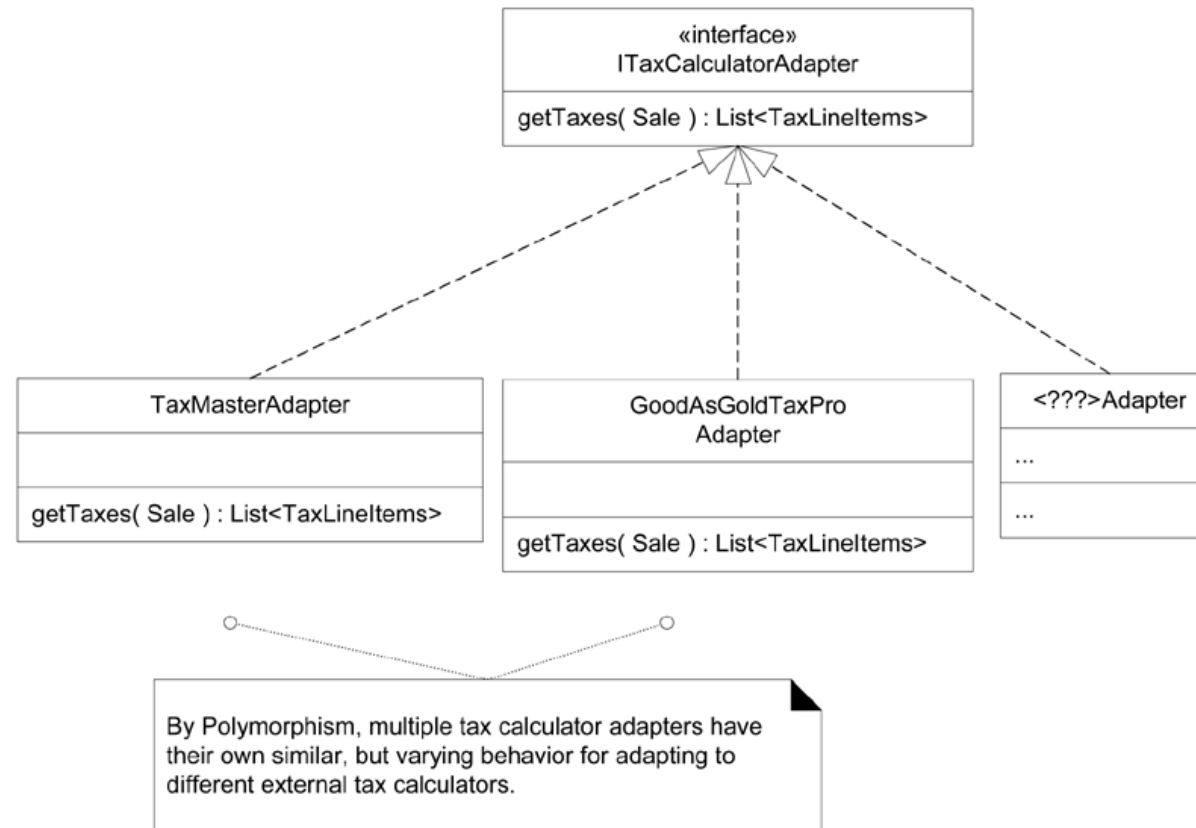 «interface»
ITaxCalculatorAdapter
getTaxes( Sale ) : List<TaxLineItems>
TaxMasterAdapter
getTaxes( Sale ) : List<TaxLineItems>
GoodAsGoldTaxPro
Adapter
getTaxes( Sale ) : List<TaxLineItems>
<???>Adapter
...
...
By Polymorphism, multiple tax calculator adapters have
their own similar, but varying behavior for adapting to
different external tax calculators.